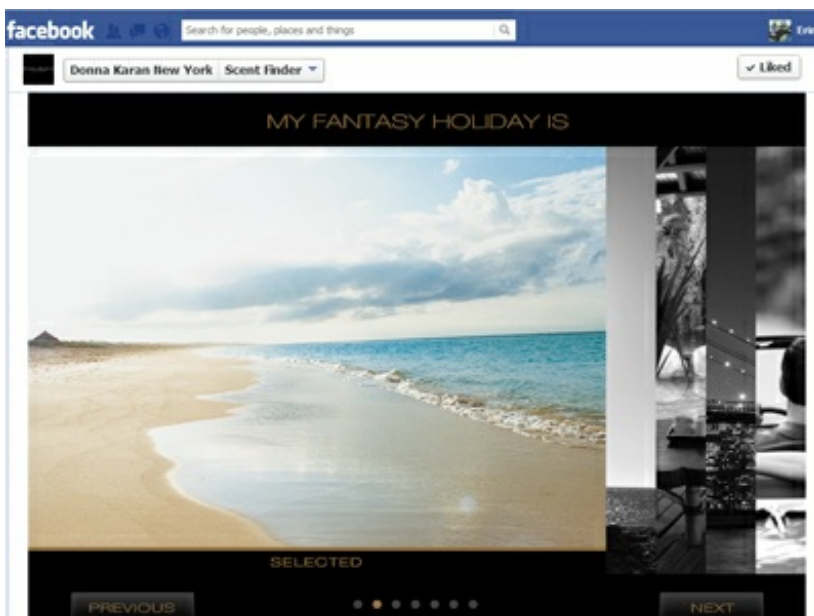 facebook Search for people, places and things
Donna Karan New York Scent Finder Liked
MY FANTASY HOLIDAY IS
SELECTED
PREVIOUS NEXT